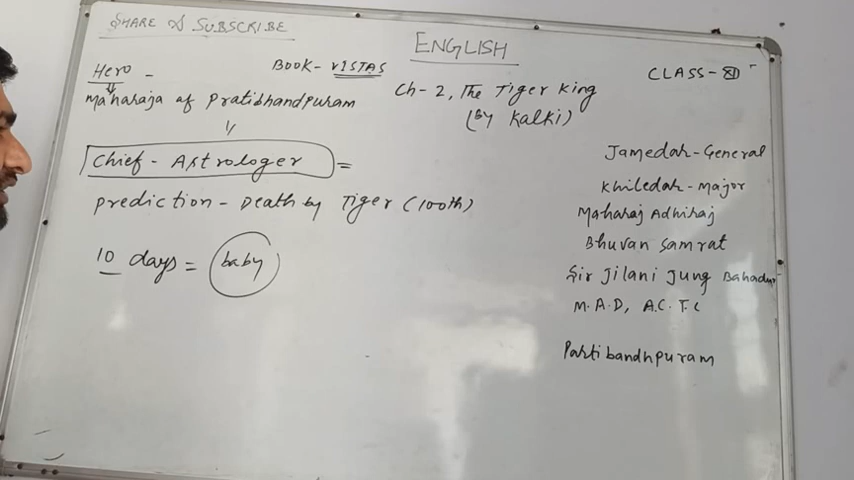 SHARE & SUBSCRIBE
ENGLISH
BOOK - VISTAS
CLASS - XII
Hero -
Ch - 2, The Tiger King
(By Kalki)
Maharaja of Pratibhandpuram
Chief - Astrologer =
prediction - Death by Tiger (100th)
10 days = baby
Jamedar - General
Khiledar - Major
Maharaj Adhiraj
Bhuvan Samrat
Sir Jilani Jung Bahadur
M.A.D, A.C.T.C
Partibandhpuram